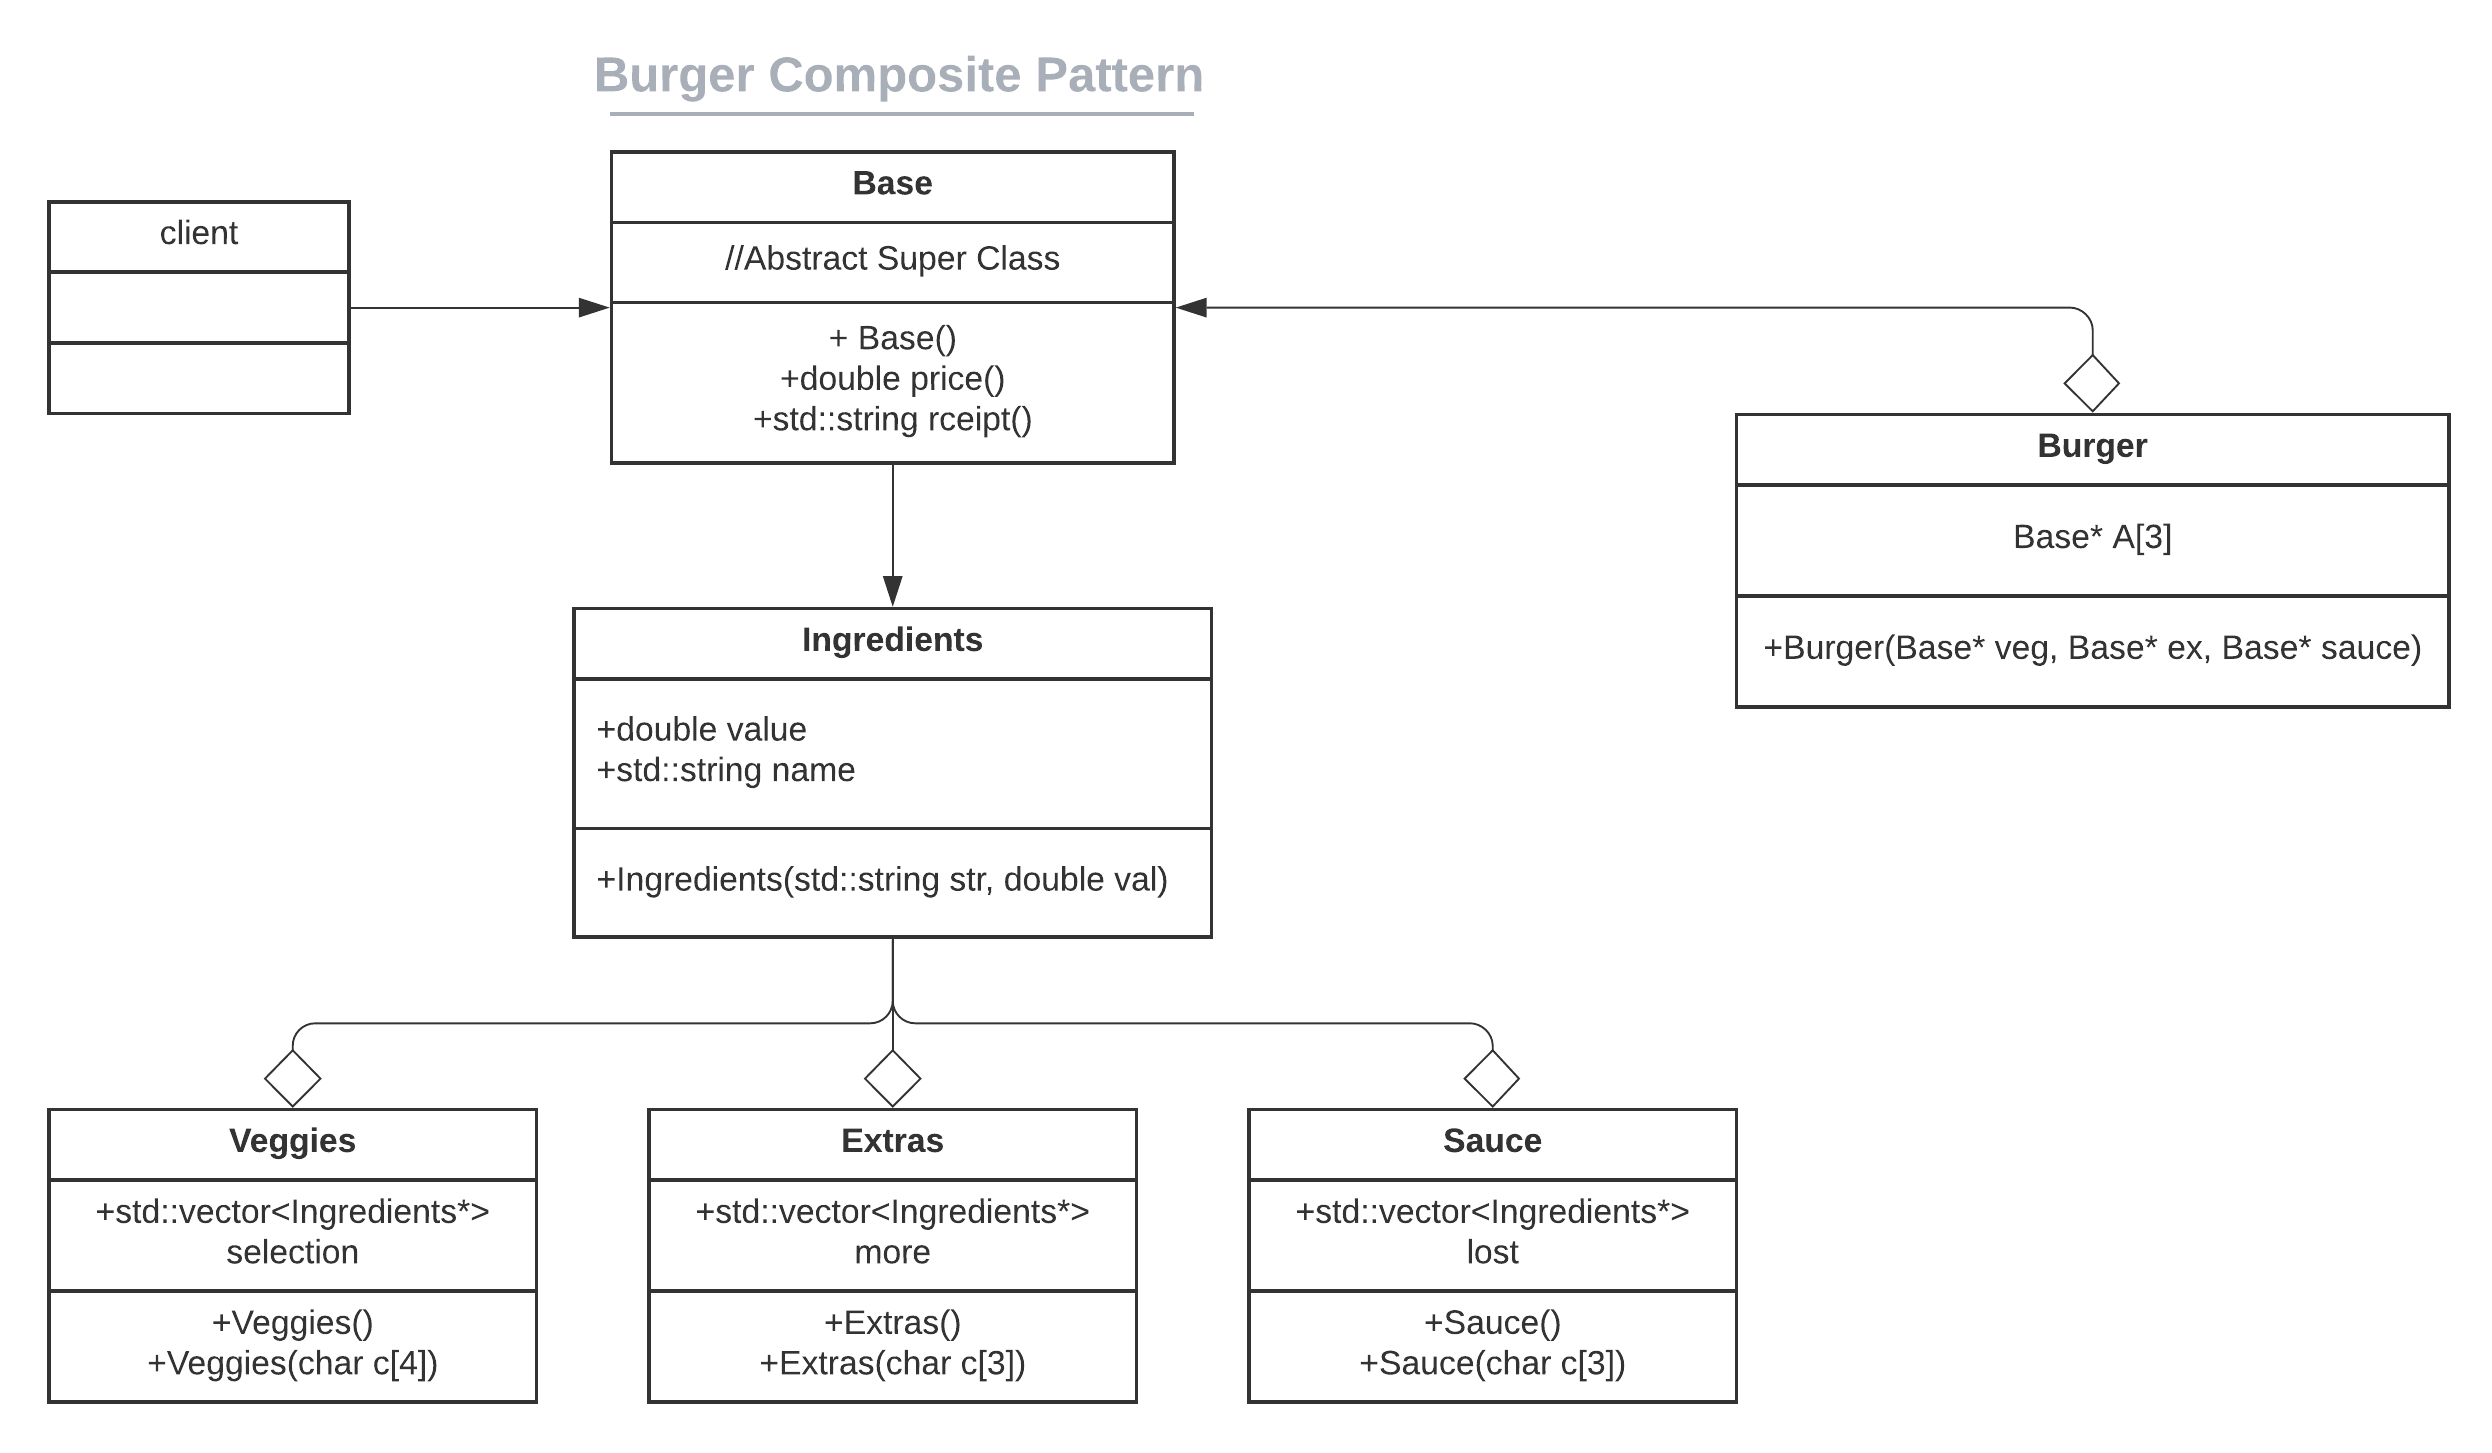 Burger Composite Pattern
client
Base
//Abstract Super Class
+ Base()
+double price()
+std::string rceipt()
Burger
Base* A[3]
+Burger(Base* veg, Base* ex, Base* sauce)
Ingredients
+double value
+std::string name
+Ingredients(std::string str, double val)
Veggies
+std::vector<Ingredients*>
selection
+Veggies()
+Veggies(char c[4])
Extras
+std::vector<Ingredients*>
more
+Extras()
+Extras(char c[3])
Sauce
+std::vector<Ingredients*>
lost
+Sauce()
+Sauce(char c[3])